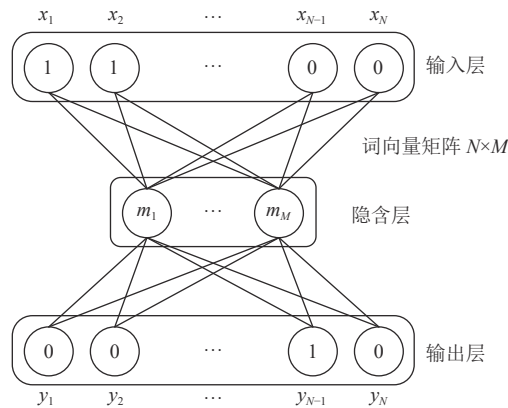 x1 x2 ⋯ xN−1 xN
1 1 ⋯ 0 0 输入层
词向量矩阵 N×M
m1 ⋯ mM 隐含层
0 0 ⋯ 1 0 输出层
y1 y2 ⋯ yN−1 yN